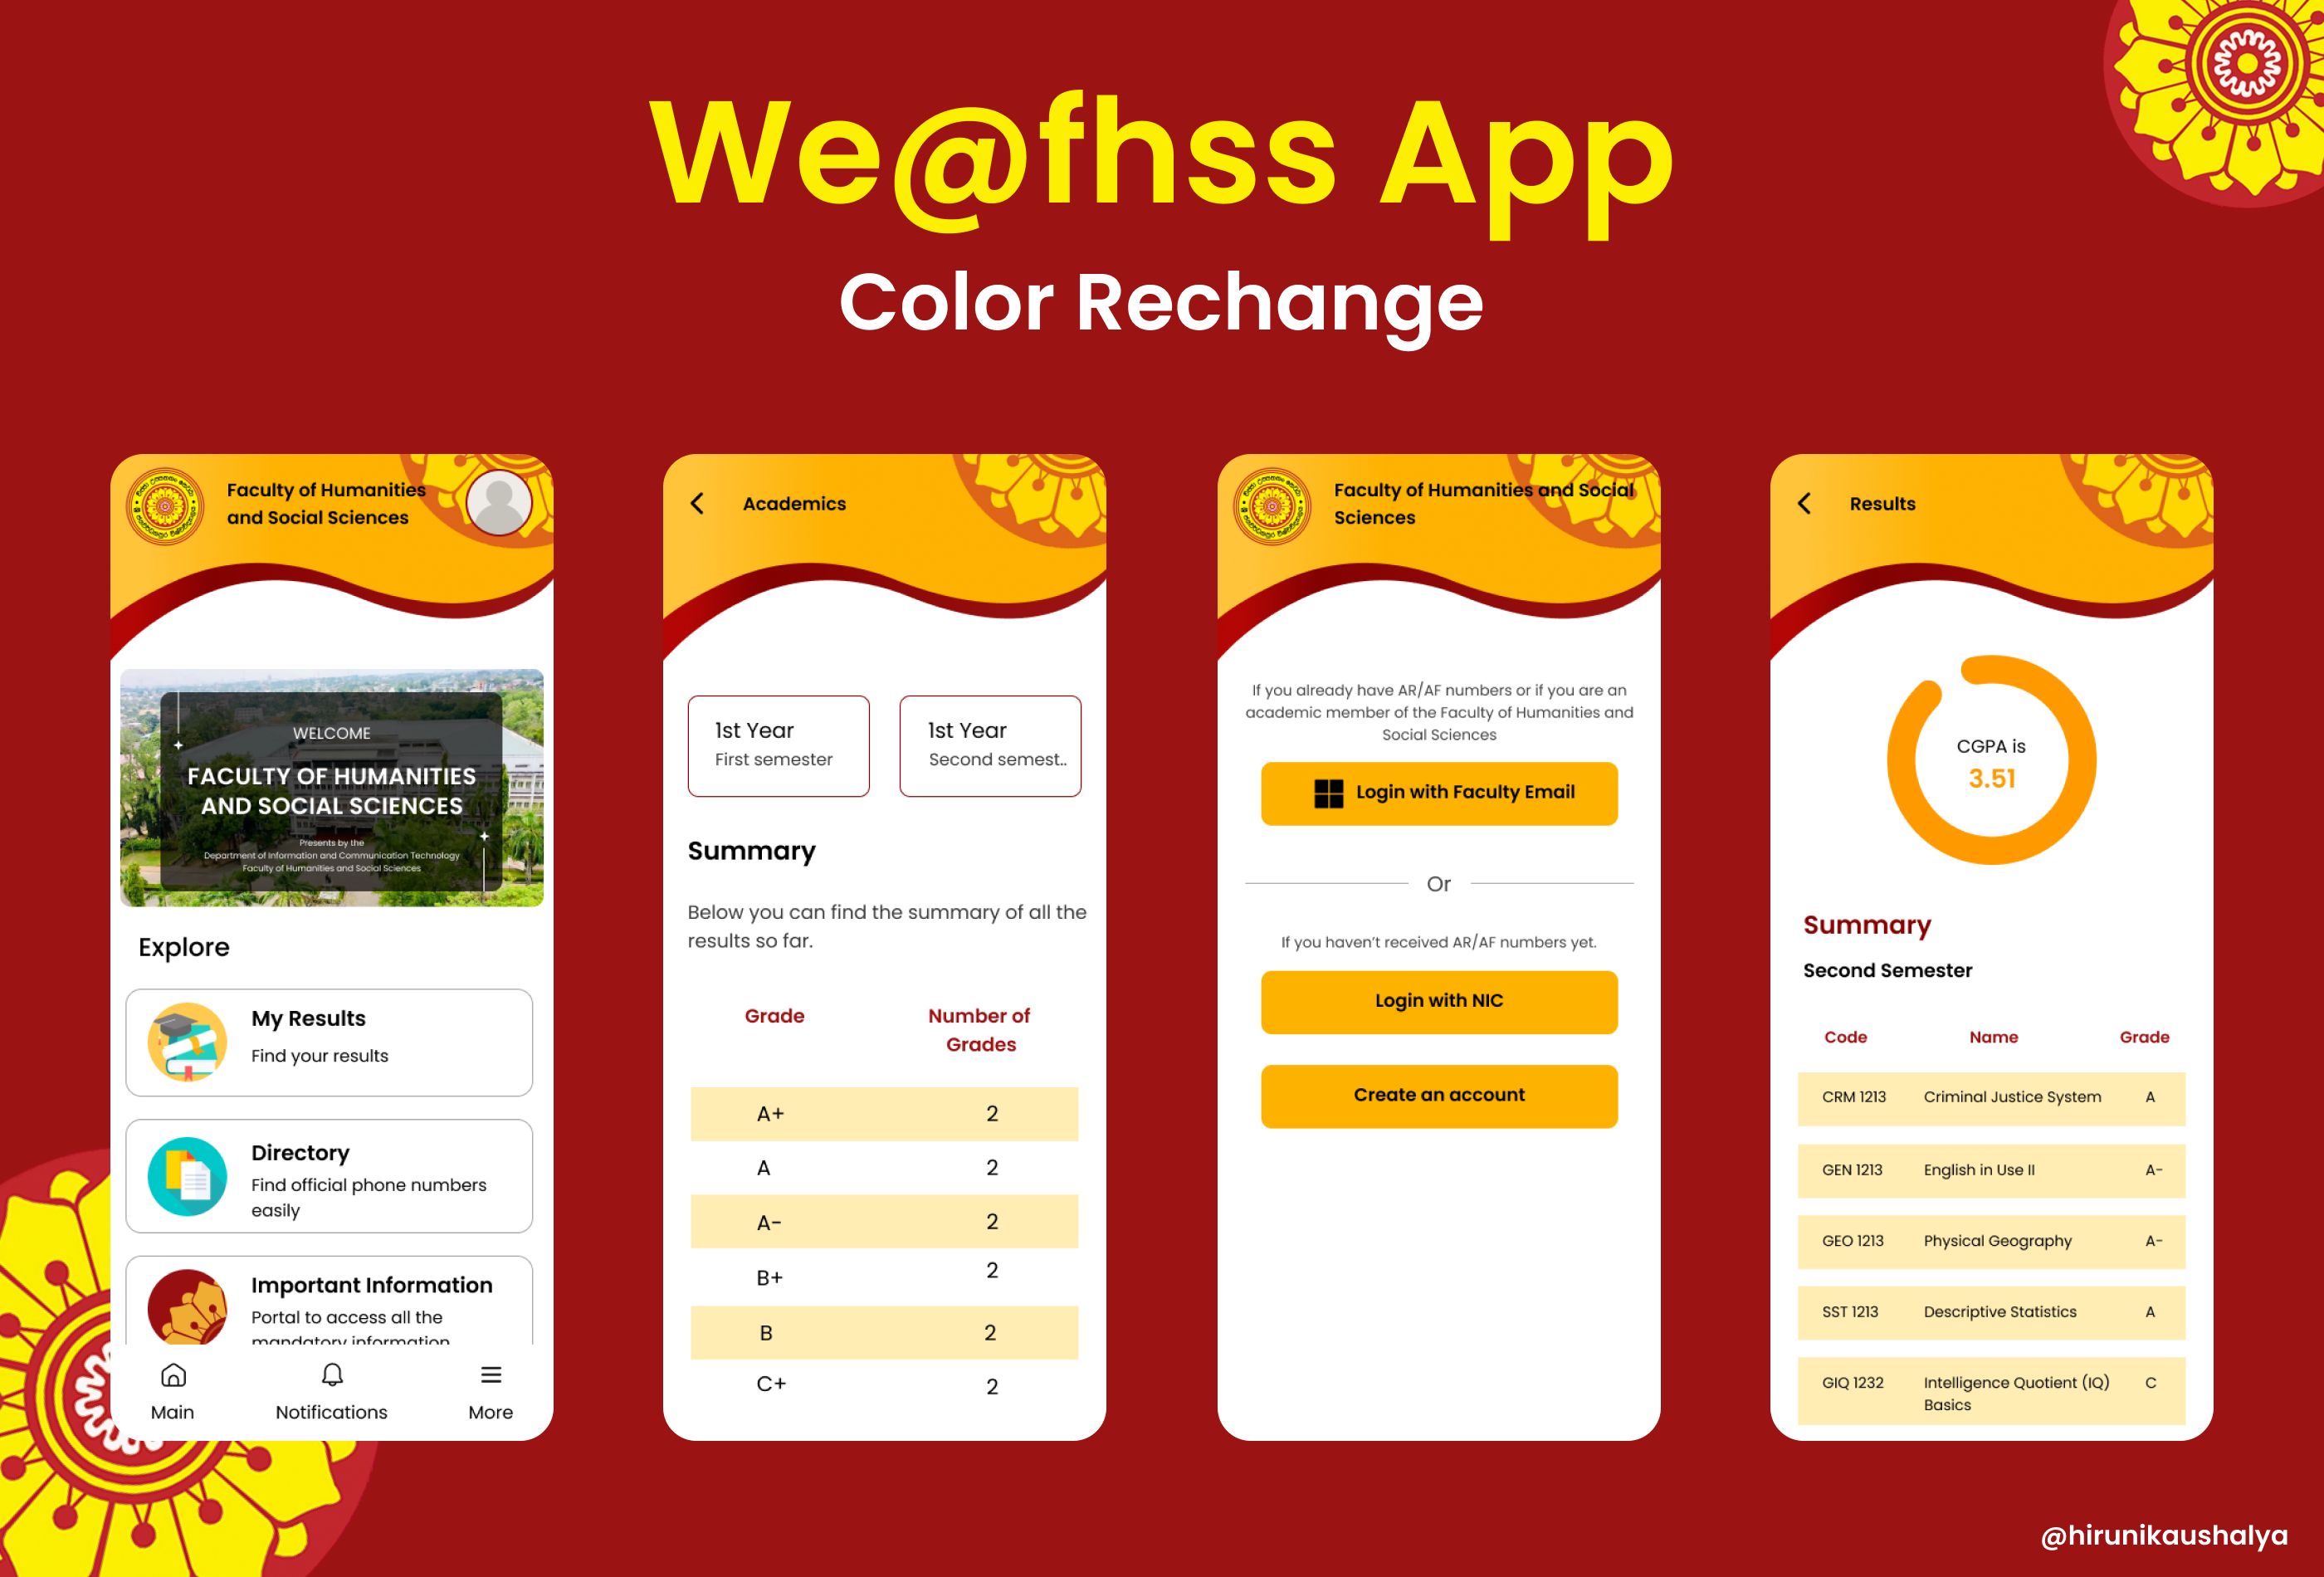 We@fhss App
Color Rechange
Faculty of Humanities
and Social Sciences
WELCOME
FACULTY OF HUMANITIES
AND SOCIAL SCIENCES
Presents by the
Department of Information and Communication Technology
Faculty of Humanities and Social Sciences
Explore
My Results
Find your results
Directory
Find official phone numbers
easily
Important Information
Portal to access all the
mandatory information
Main
Notifications
More
Academics
1st Year
First semester
1st Year
Second semest..
Summary
Below you can find the summary of all the
results so far.
Grade
Number of
Grades
A+ 2
A 2
A- 2
B+ 2
B 2
C+ 2
Faculty of Humanities and Social
Sciences
If you already have AR/AF numbers or if you are an
academic member of the Faculty of Humanities and
Social Sciences
Login with Faculty Email
Or
If you haven't received AR/AF numbers yet.
Login with NIC
Create an account
Results
CGPA is
3.51
Summary
Second Semester
Code Name Grade
CRM 1213 Criminal Justice System A
GEN 1213 English in Use II A-
GEO 1213 Physical Geography A-
SST 1213 Descriptive Statistics A
GIQ 1232 Intelligence Quotient (IQ) C
Basics
@hirunikaushalya